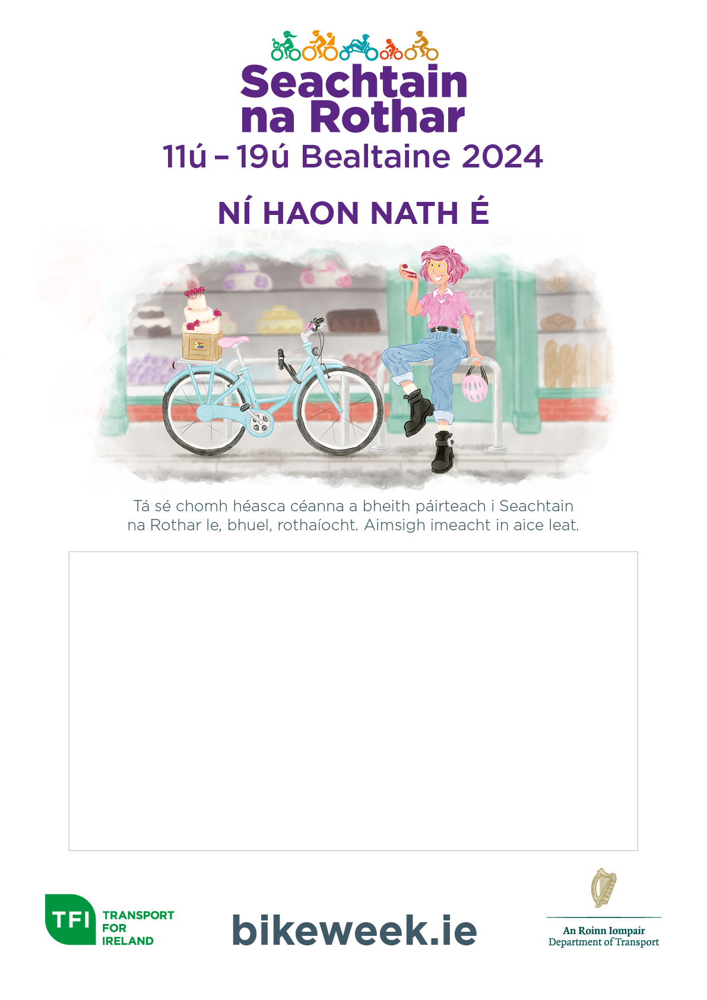 Seachtain
na Rothar
11ú – 19ú Bealtaine 2024
NÍ HAON NATH É
Tá sé chomh héasca céanna a bheith páirteach i Seachtain
na Rothar le, bhuel, rothaíocht. Aimsigh imeacht in aice leat.
TFI
TRANSPORT
FOR
IRELAND
bikeweek.ie
An Roinn Iompair
Department of Transport